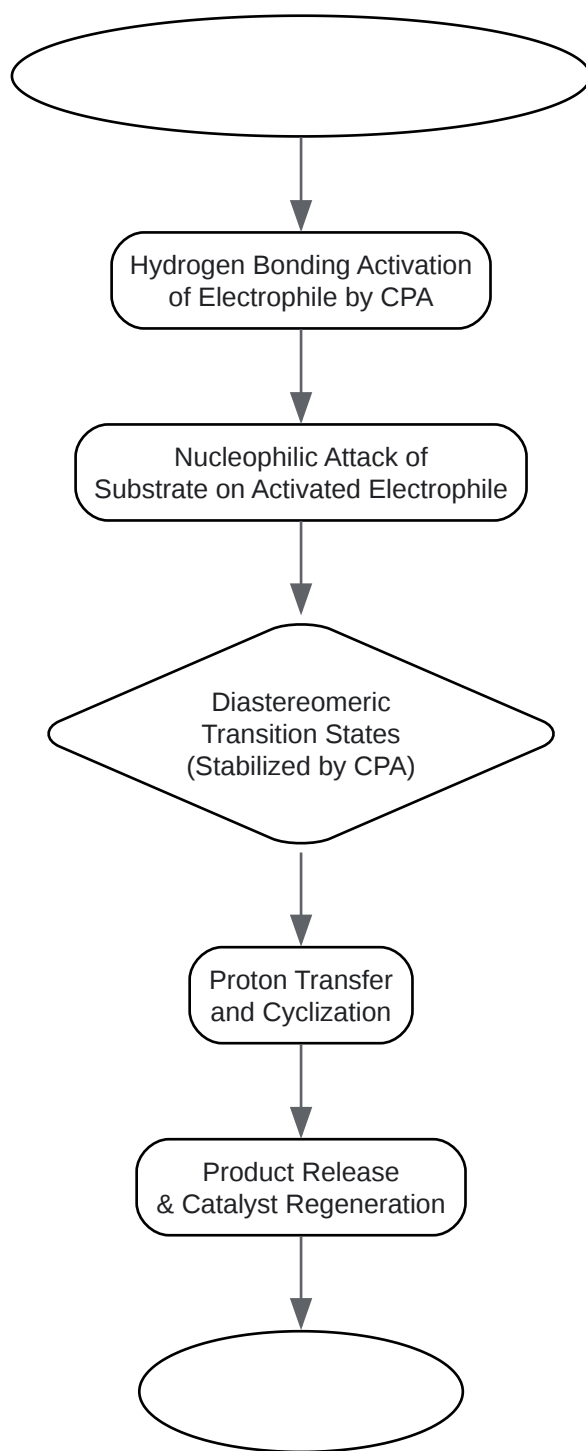 Hydrogen Bonding Activation
of Electrophile by CPA
Nucleophilic Attack of
Substrate on Activated Electrophile
Diastereomeric
Transition States
(Stabilized by CPA)
Proton Transfer
and Cyclization
Product Release
& Catalyst Regeneration